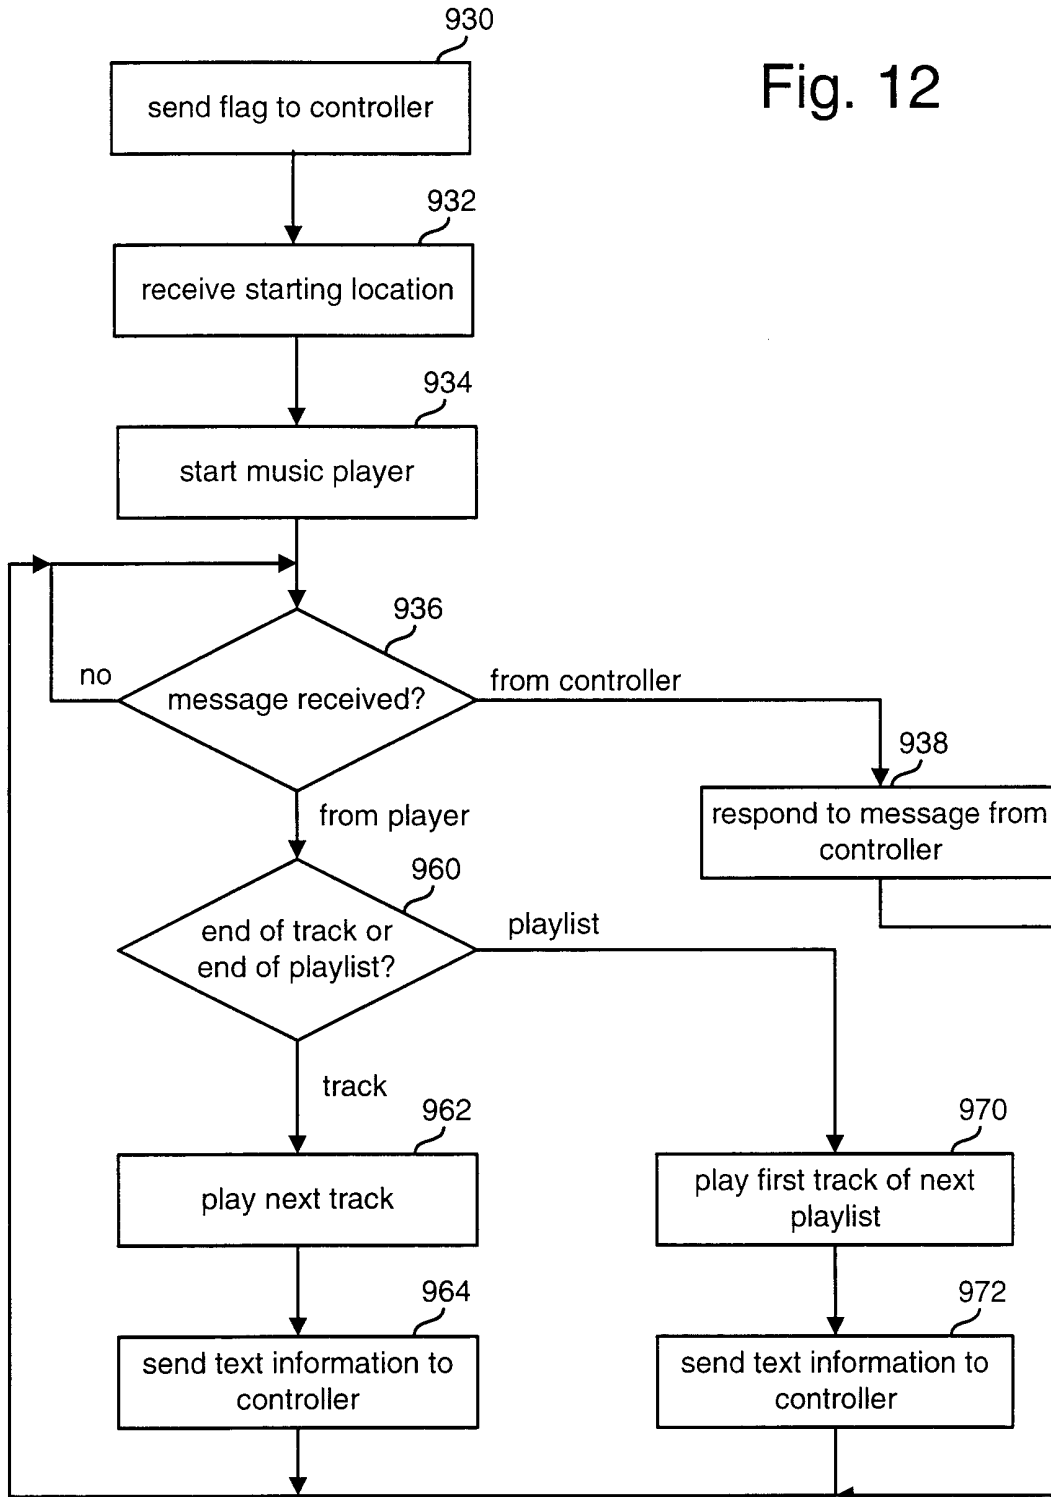 930
Fig. 12
send flag to controller
932
receive starting location
934
start music player
936
no
message received?
from controller
938
from player
respond to message from
controller
960
end of track or
end of playlist?
playlist
track
962
970
play next track
play first track of next
playlist
964
972
send text information to
controller
send text information to
controller